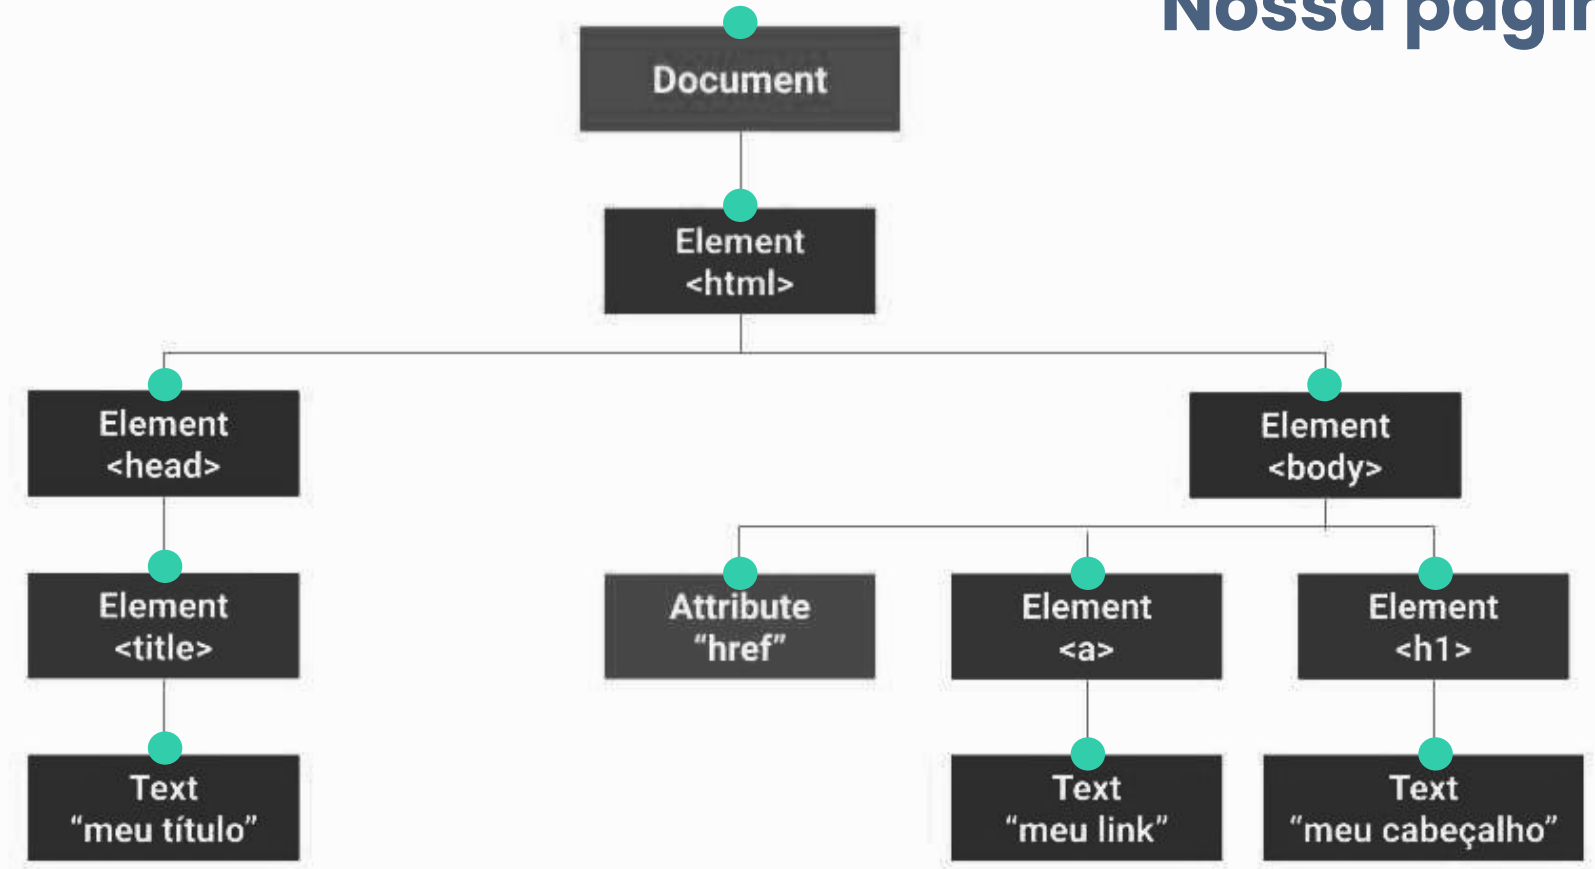 Nossa págin
Document
Element
<html>
Element
<head>
Element
<body>
Element
<title>
Attribute
“href”
Element
<a>
Element
<h1>
Text
“meu título”
Text
“meu link”
Text
“meu cabeçalho”